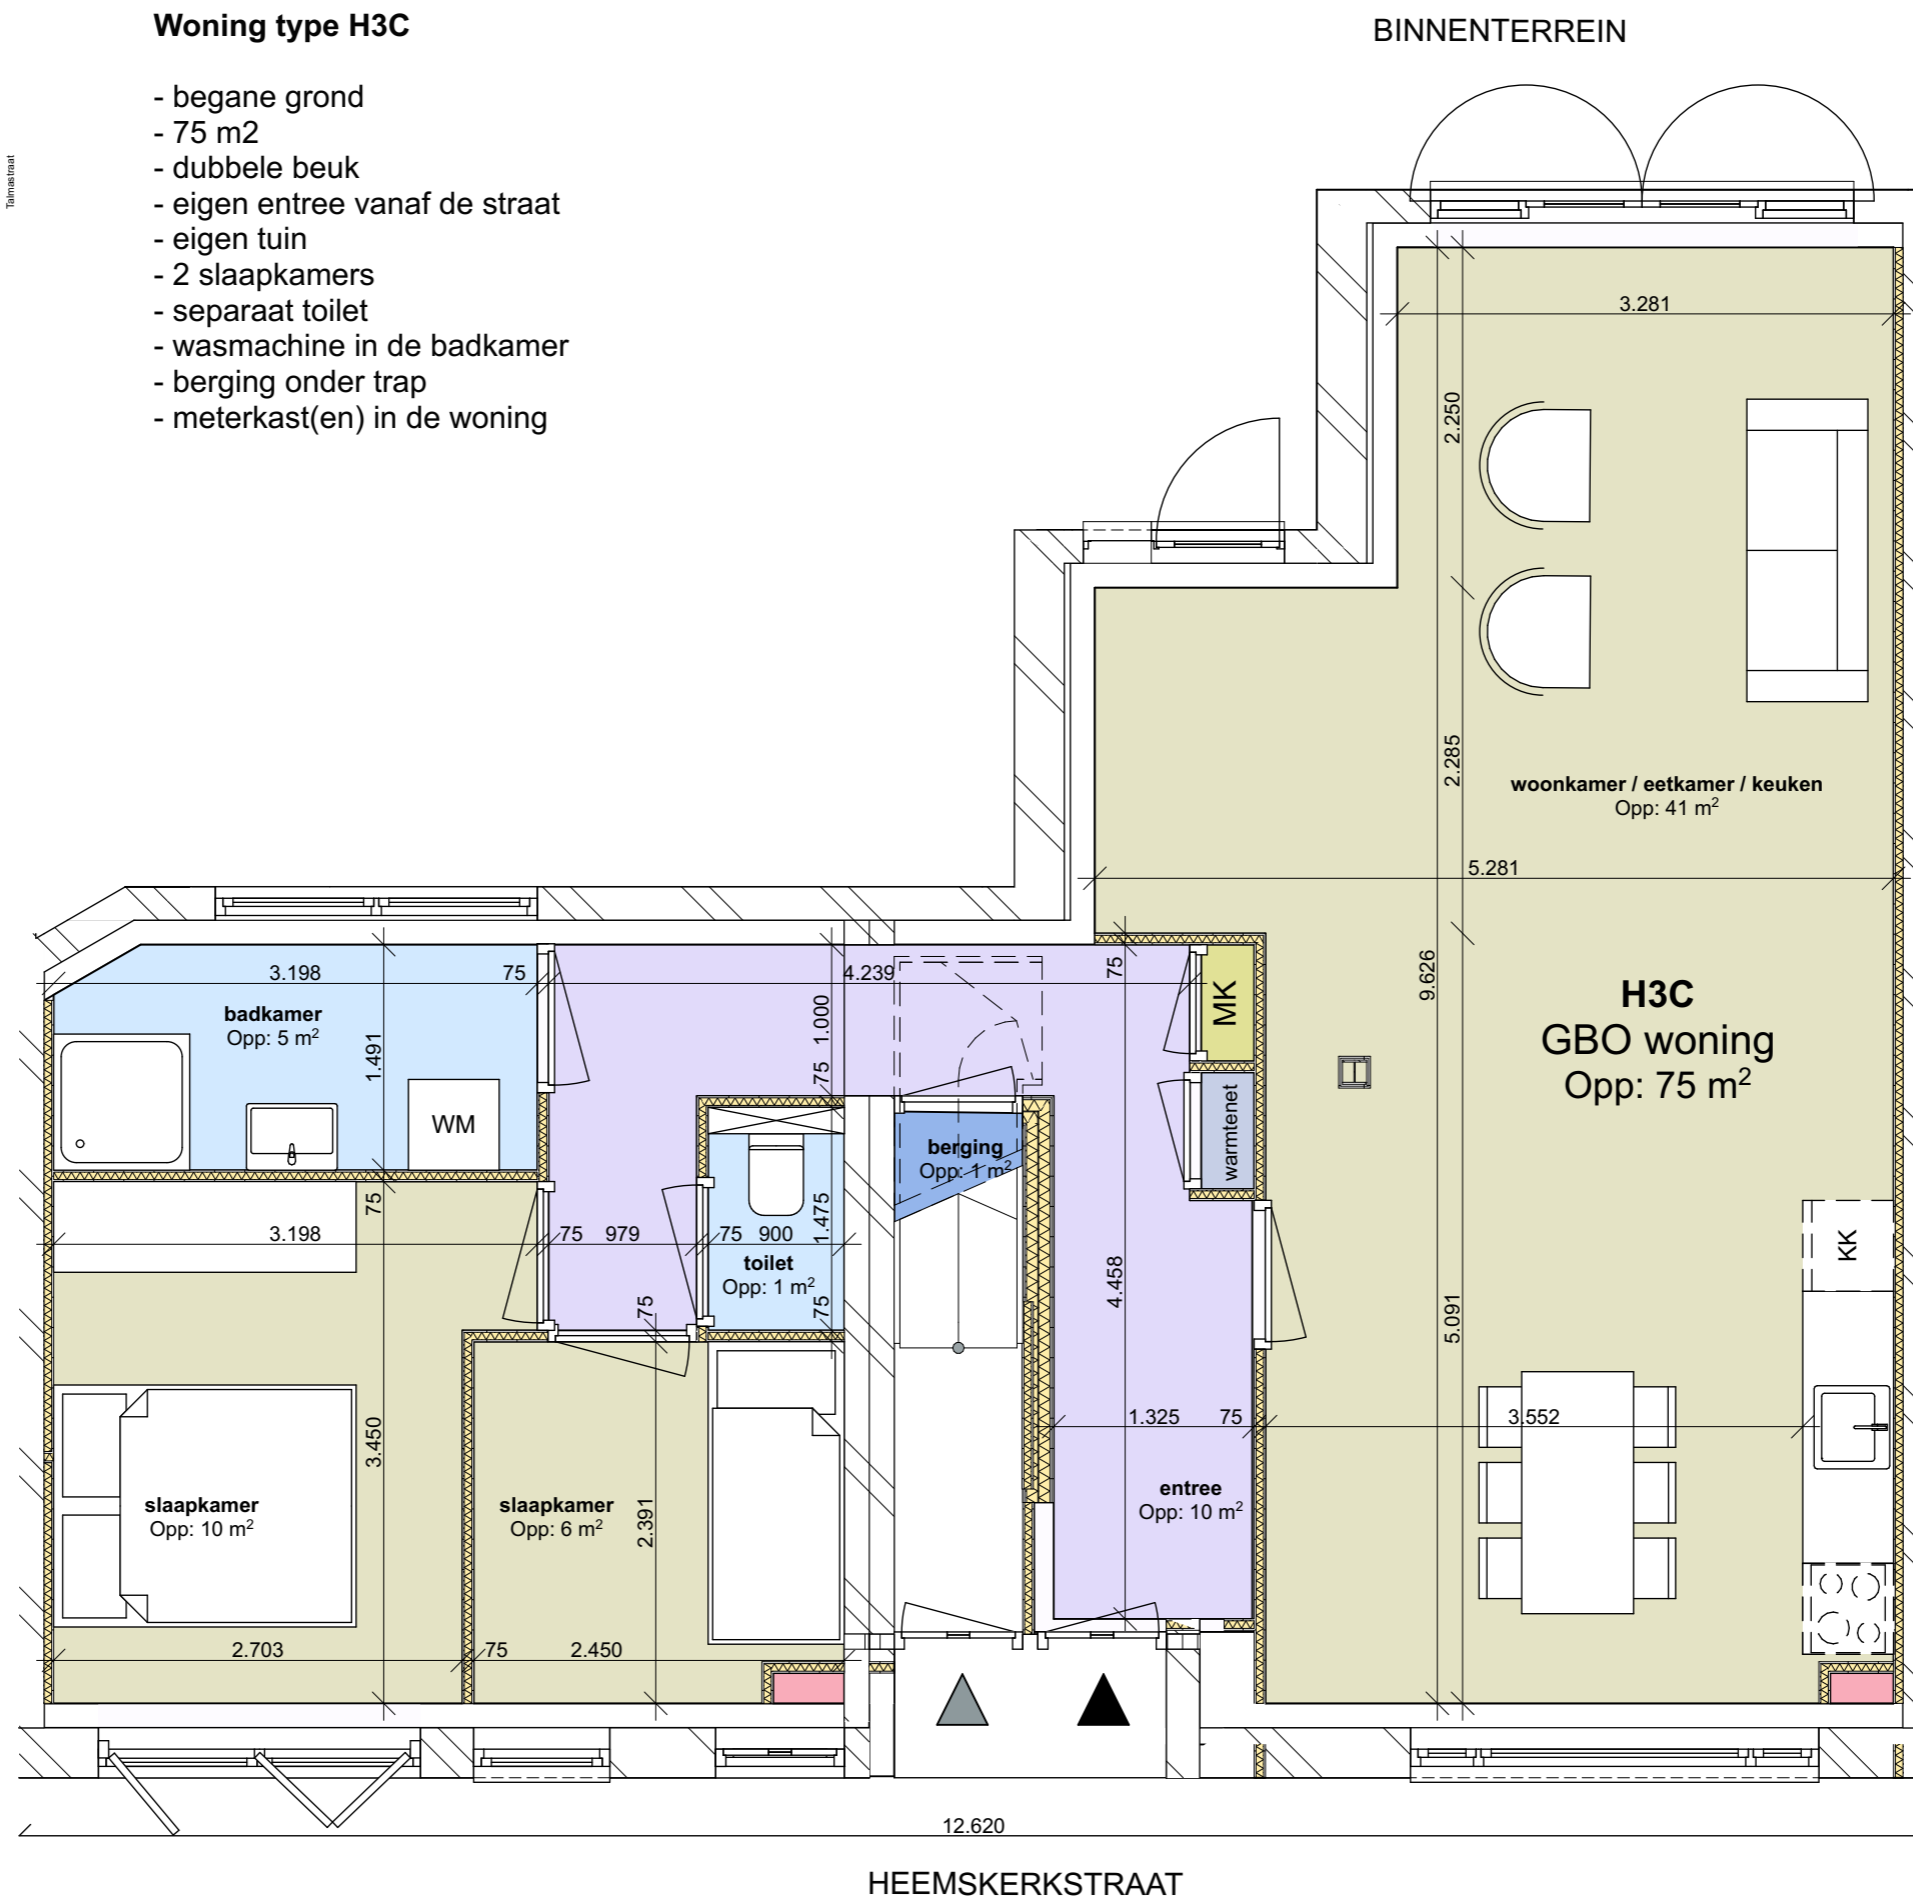 Woning type H3C
BINNENTERREIN
- begane grond
- 75 m2
- dubbele beuk
- eigen entree vanaf de straat
- eigen tuin
- 2 slaapkamers
- separaat toilet
- wasmachine in de badkamer
- berging onder trap
- meterkast(en) in de woning
Talmastraat
3.281
2.250
2.285
woonkamer / eetkamer / keuken
Opp: 41 m²
5.281
9.626
H3C
GBO woning
Opp: 75 m²
3.198
75
4.239
75
MK
badkamer
Opp: 5 m²
1.491
1.000
75
WM
warmtenet
berging
Opp: 1 m²
75
3.198
75
979
75
900
1.475
toilet
Opp: 1 m²
75
75
4.458
KK
5.091
1.325
75
3.552
3.450
slaapkamer
Opp: 10 m²
slaapkamer
Opp: 6 m²
2.391
entree
Opp: 10 m²
2.703
75
2.450
12.620
HEEMSKERKSTRAAT